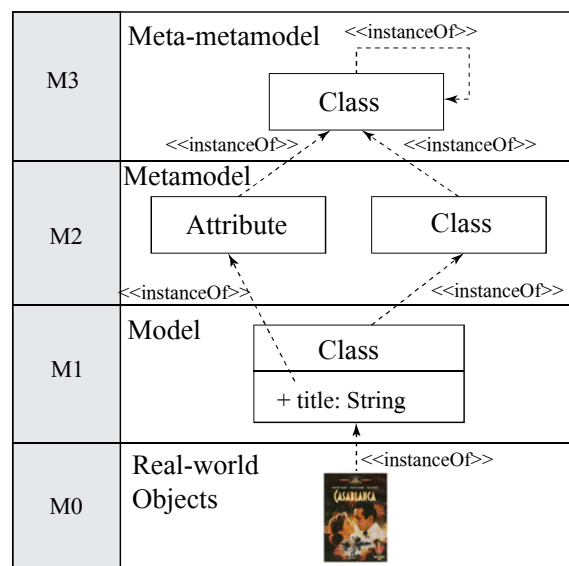 Meta-metamodel
<<instanceOf>>
M3
Class
<<instanceOf>>
<<instanceOf>>
Metamodel
M2
Attribute
Class
<<instanceOf>>
<<instanceOf>>
Model
Class
M1
+ title: String
Real-world
Objects
<<instanceOf>>
M0
CASABLANCA